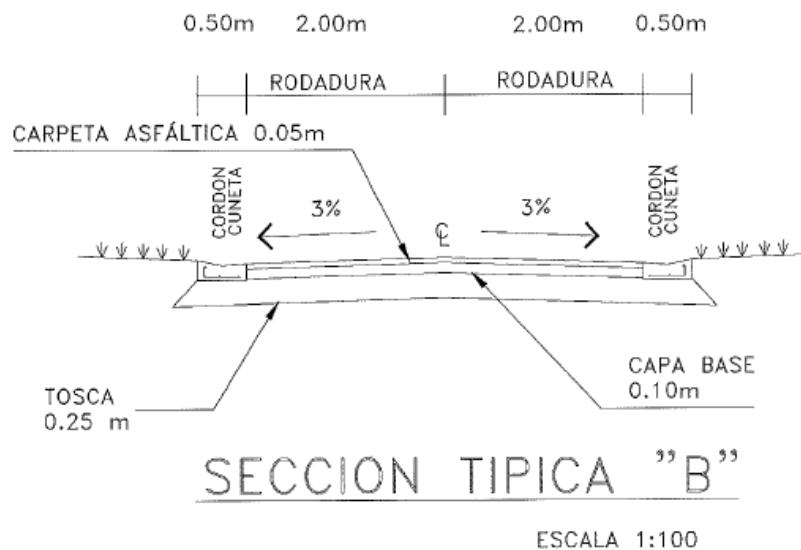 0.50m 2.00m 2.00m 0.50m
RODADURA RODADURA
CARPETA ASFÁLTICA 0.05m
CORDON
CUNETA
3% ℄ 3%
CORDON
CUNETA
TOSCA
0.25 m
CAPA BASE
0.10m
SECCION TIPICA "B"
ESCALA 1:100